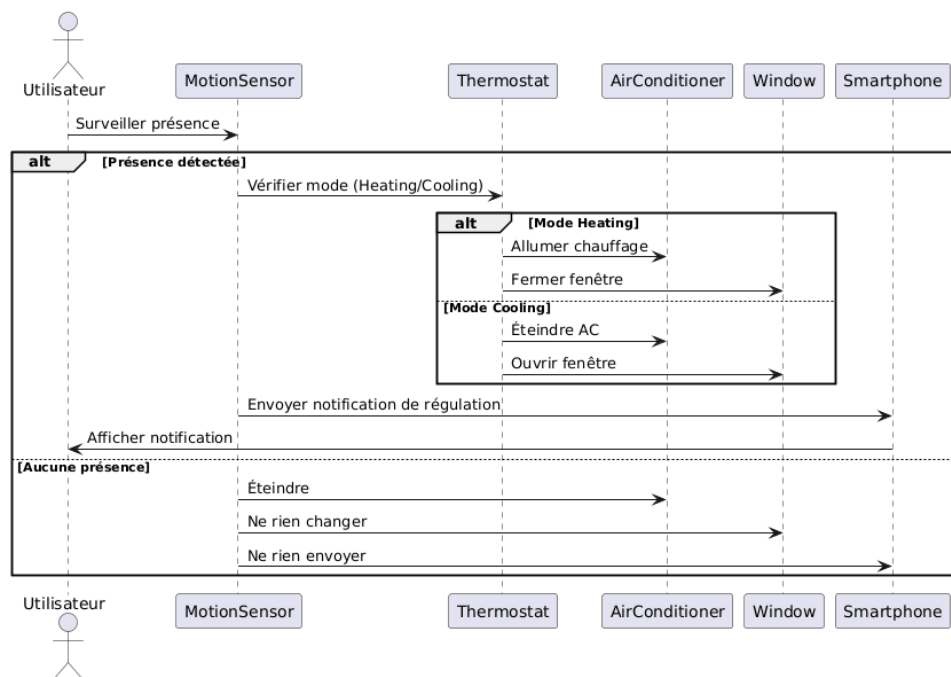 Utilisateur
MotionSensor
Thermostat
AirConditioner
Window
Smartphone
Surveiller présence
alt [Présence détectée]
Vérifier mode (Heating/Cooling)
alt [Mode Heating]
Allumer chauffage
Fermer fenêtre
[Mode Cooling]
Éteindre AC
Ouvrir fenêtre
Envoyer notification de régulation
Afficher notification
[Aucune présence]
Éteindre
Ne rien changer
Ne rien envoyer
Utilisateur
MotionSensor
Thermostat
AirConditioner
Window
Smartphone